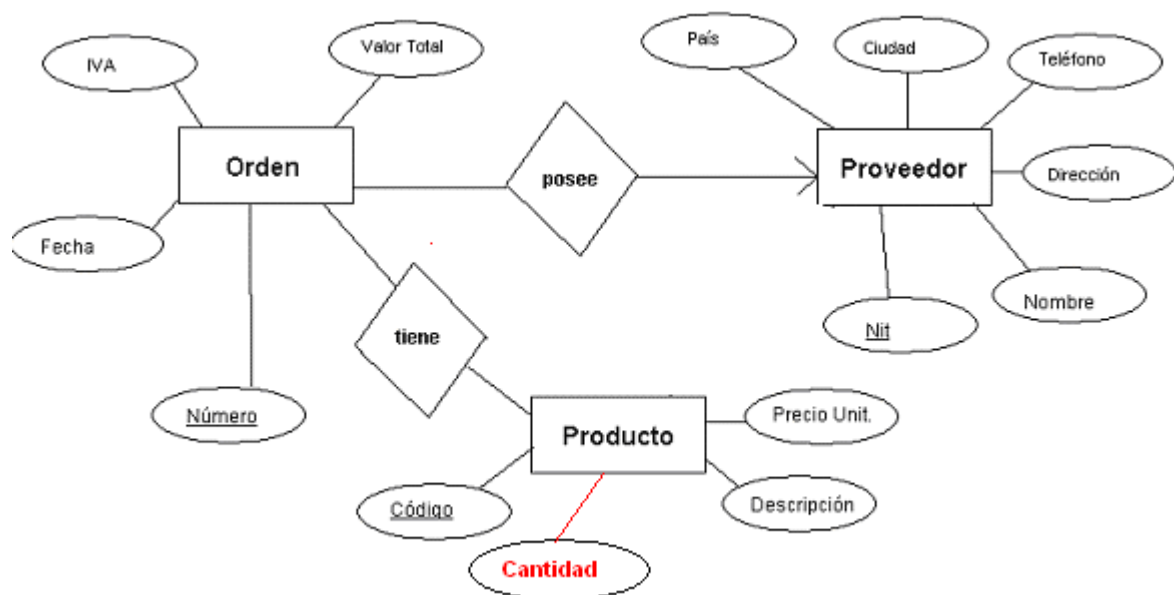 IVA
Valor Total
País
Ciudad
Teléfono
Orden
posee
Proveedor
Dirección
Fecha
Nit
Nombre
tiene
Número
Producto
Precio Unit.
Código
Descripción
Cantidad